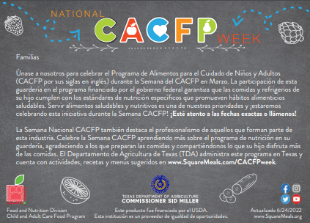 NATIONAL
CACFP
WEEK
Familias
Únase a nosotros para celebrar el Programa de Alimentos para el Cuidado de Niños y Adultos
(CACFP por sus siglas en inglés) durante la Semana del CACFP en Marzo. La participación de esta
guardería en el programa financiado por el gobierno federal garantiza que las comidas y refrigerios de
su hijo cumplen con los estándares de nutrición específicos que promueven hábitos alimenticios
saludables. Servir alimentos saludables y nutritivos es una de nuestras prioridades y estaremos
celebrando esta iniciativa durante la Semana CACFP! ¡Esté atento a las fechas exactas o llámenos!
La Semana Nacional CACFP también destaca el profesionalismo de aquellos que forman parte de
esta industria. Celebre la Semana CACFP aprendiendo más sobre el programa de nutrición en su
guardería, agradeciendo a los que preparan las comidas y compartiéndonos lo que su hijo disfruta más
de las comidas. El Departamento de Agricultura de Texas (TDA) administra este programa en Texas y
cuenta con actividades, recetas y menus sugeridos en www.SquareMeals.org/CACFPweek.
TEXAS DEPARTMENT OF AGRICULTURE
COMMISSIONER SID MILLER
Food and Nutrition Division
Child and Adult Care Food Program
Este producto fue financiado por el USDA.
Esta institución es un proveedor de igualdad de oportunidades.
Actualizado 6/24/2022
www.SquareMeals.org